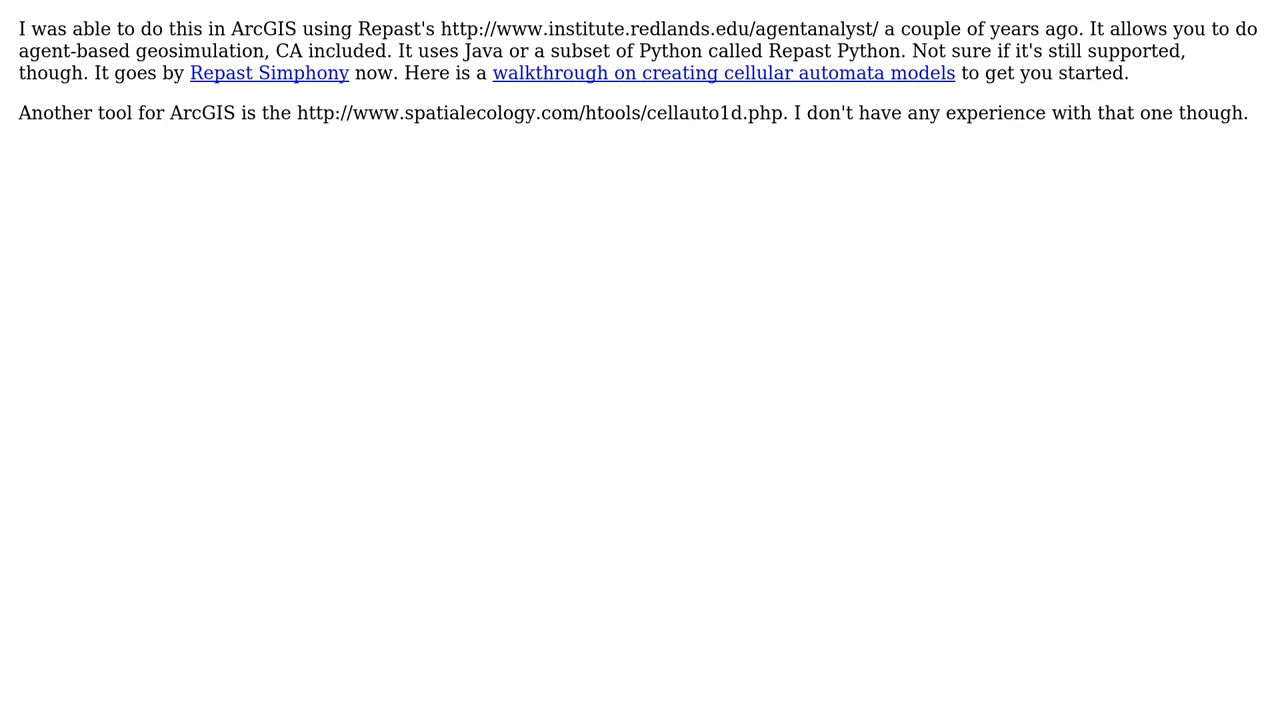 I was able to do this in ArcGIS using Repast's http://www.institute.redlands.edu/agentanalyst/ a couple of years ago. It allows you to do
agent-based geosimulation, CA included. It uses Java or a subset of Python called Repast Python. Not sure if it's still supported,
though. It goes by Repast Simphony now. Here is a walkthrough on creating cellular automata models to get you started.
Another tool for ArcGIS is the http://www.spatialecology.com/htools/cellauto1d.php. I don't have any experience with that one though.